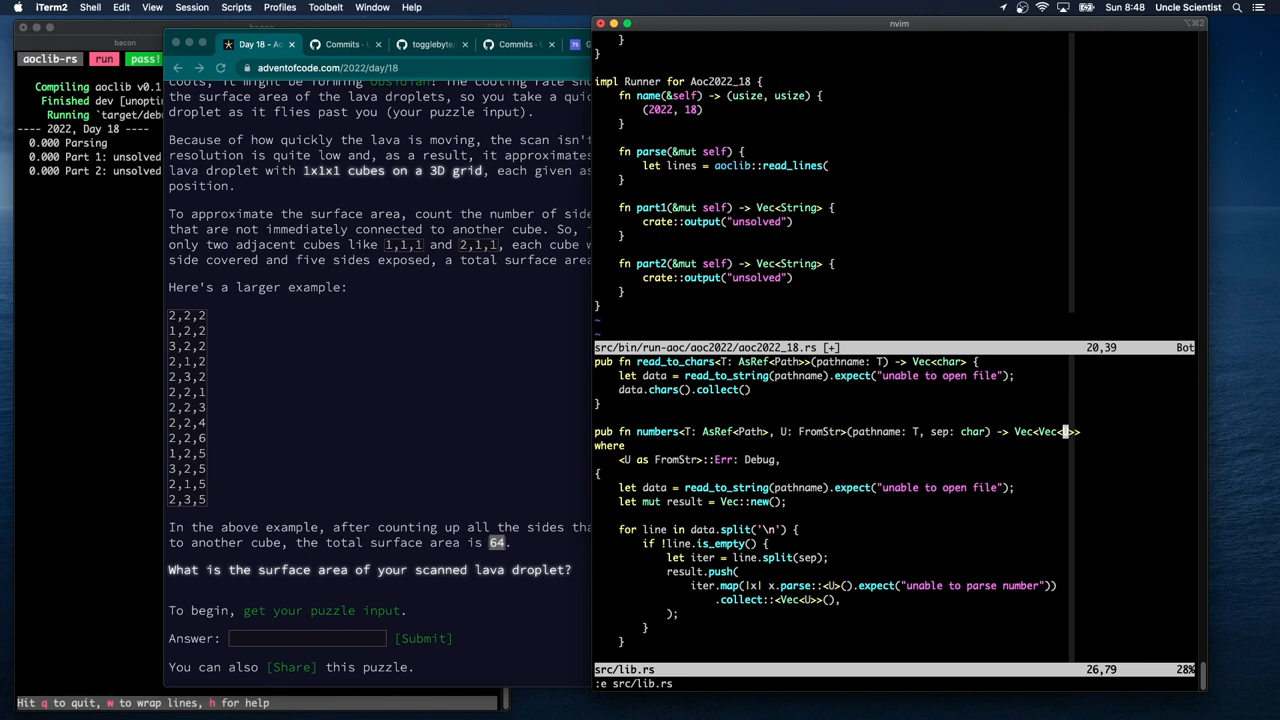 iTerm2 Shell Edit View Session Scripts Profiles Toolbelt Window Help
Sun 8:48 Uncle Scientist
bacon
bacon
aoclib-rs run pass!
Compiling aoclib v0.1
Finished dev [unopti
Running `target/deb
---- 2022, Day 18 ----
0.000 Parsing
0.000 Part 1: unsolved
0.000 Part 2: unsolved
Hit q to quit, w to wrap lines, h for help
Day 18 - Ad
Commits ·
togglebyte/
Commits ·
adventofcode.com/2022/day/18
cools, it might be forming obsidian! The cooling rate sho
the surface area of the lava droplets, so you take a quic
droplet as it flies past you (your puzzle input).
Because of how quickly the lava is moving, the scan isn't
resolution is quite low and, as a result, it approximates
lava droplet with 1x1x1 cubes on a 3D grid, each given as
position.
To approximate the surface area, count the number of side
that are not immediately connected to another cube. So,
only two adjacent cubes like 1,1,1 and 2,1,1, each cube w
side covered and five sides exposed, a total surface area
Here's a larger example:
2,2,2
1,2,2
3,2,2
2,1,2
2,3,2
2,2,1
2,2,3
2,2,4
2,2,6
1,2,5
3,2,5
2,1,5
2,3,5
In the above example, after counting up all the sides tha
to another cube, the total surface area is 64.
What is the surface area of your scanned lava droplet?
To begin, get your puzzle input.
Answer: [Submit]
You can also [Share] this puzzle.
nvim
⌥⌘2
}
}
impl Runner for Aoc2022_18 {
fn name(&self) -> (usize, usize) {
(2022, 18)
}
fn parse(&mut self) {
let lines = aoclib::read_lines(
}
fn part1(&mut self) -> Vec<String> {
crate::output("unsolved")
}
fn part2(&mut self) -> Vec<String> {
crate::output("unsolved")
}
}
~
~
src/bin/run-aoc/aoc2022/aoc2022_18.rs [+] 20,39 Bot
pub fn read_to_chars<T: AsRef<Path>>(pathname: T) -> Vec<char> {
let data = read_to_string(pathname).expect("unable to open file");
data.chars().collect()
}
pub fn numbers<T: AsRef<Path>, U: FromStr>(pathname: T, sep: char) -> Vec<Vec<U>>
where
<U as FromStr>::Err: Debug,
{
let data = read_to_string(pathname).expect("unable to open file");
let mut result = Vec::new();
for line in data.split('\n') {
if !line.is_empty() {
let iter = line.split(sep);
result.push(
iter.map(|x| x.parse::<U>().expect("unable to parse number"))
.collect::<Vec<U>>(),
);
}
}
src/lib.rs 26,79 28%
:e src/lib.rs